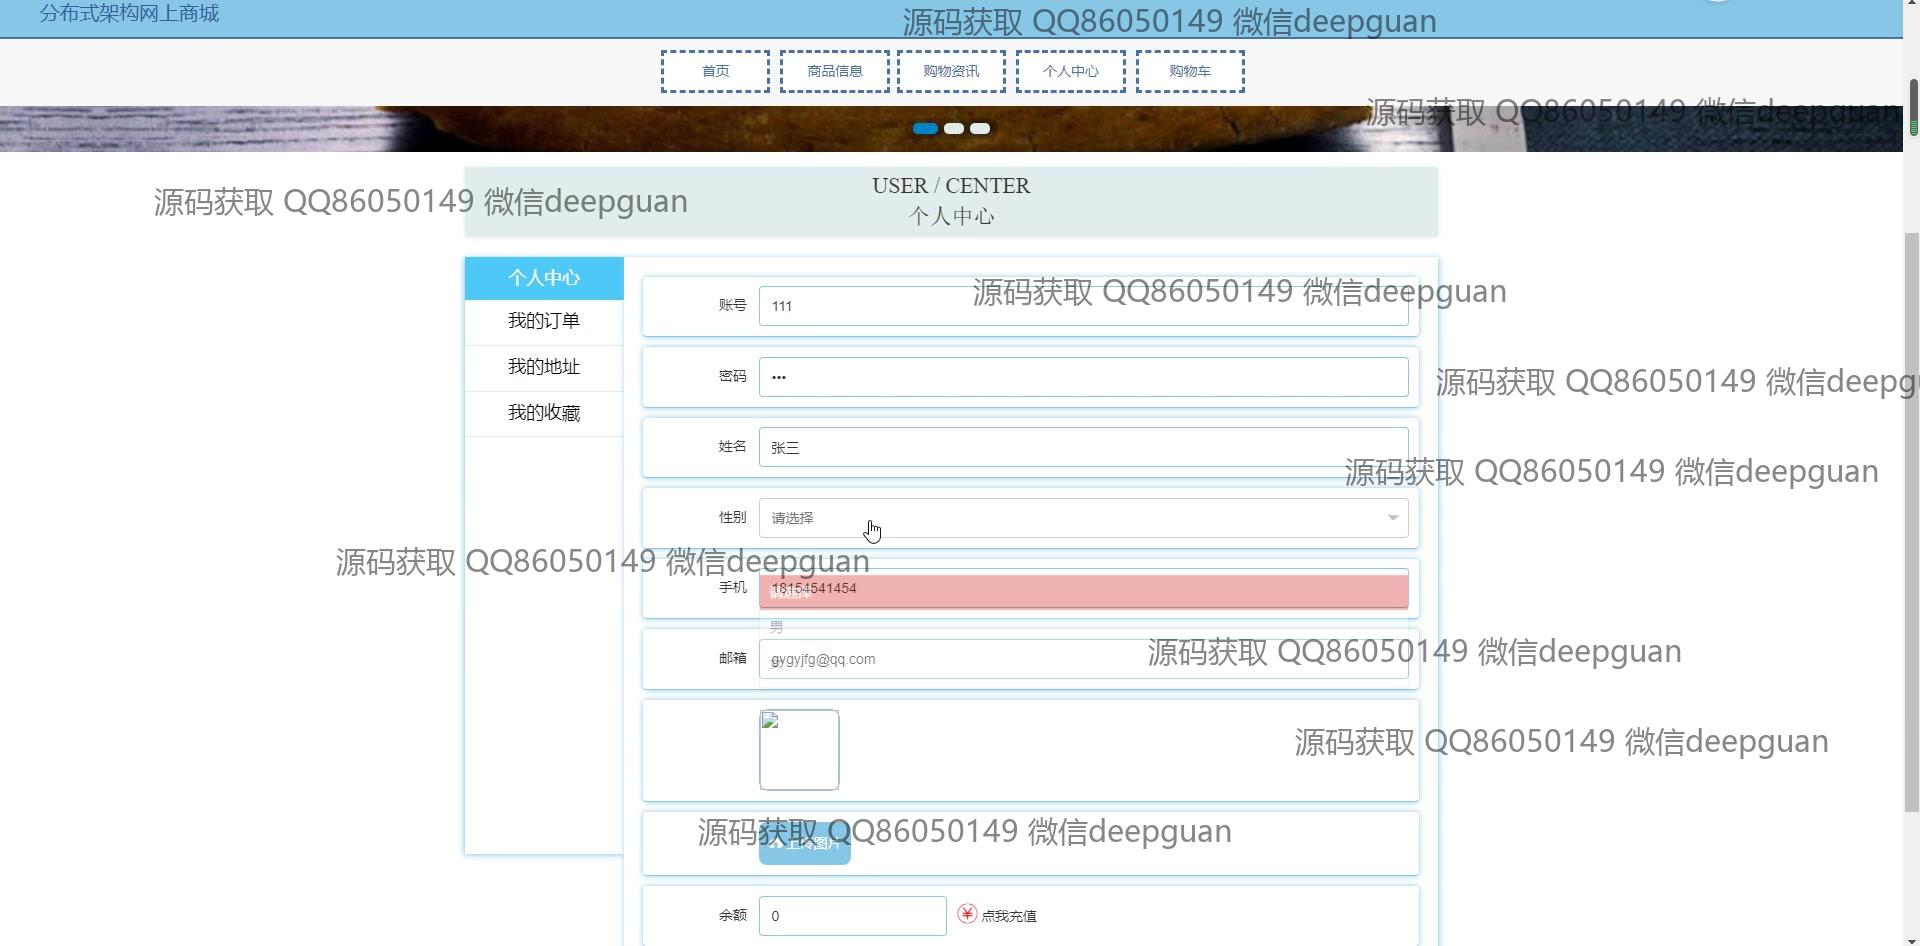 分布式架构网上商城
源码获取 QQ86050149 微信deepguan
首页 商品信息 购物资讯 个人中心 购物车
源码获取 QQ86050149 微信deepguan
USER / CENTER
源码获取 QQ86050149 微信deepguan
个人中心
个人中心
源码获取 QQ86050149 微信deepguan
账号 111
我的订单
我的地址
密码 •••
源码获取 QQ86050149 微信deepgu
我的收藏
姓名 张三
源码获取 QQ86050149 微信deepguan
性别 请选择
源码获取 QQ86050149 微信deepguan
手机 18154541454
请选择
男
源码获取 QQ86050149 微信deepguan
邮箱 gygyjfg@qq.com
源码获取 QQ86050149 微信deepguan
源码获取 QQ86050149 微信deepguan
上传图片
余额 0 ¥ 点我充值